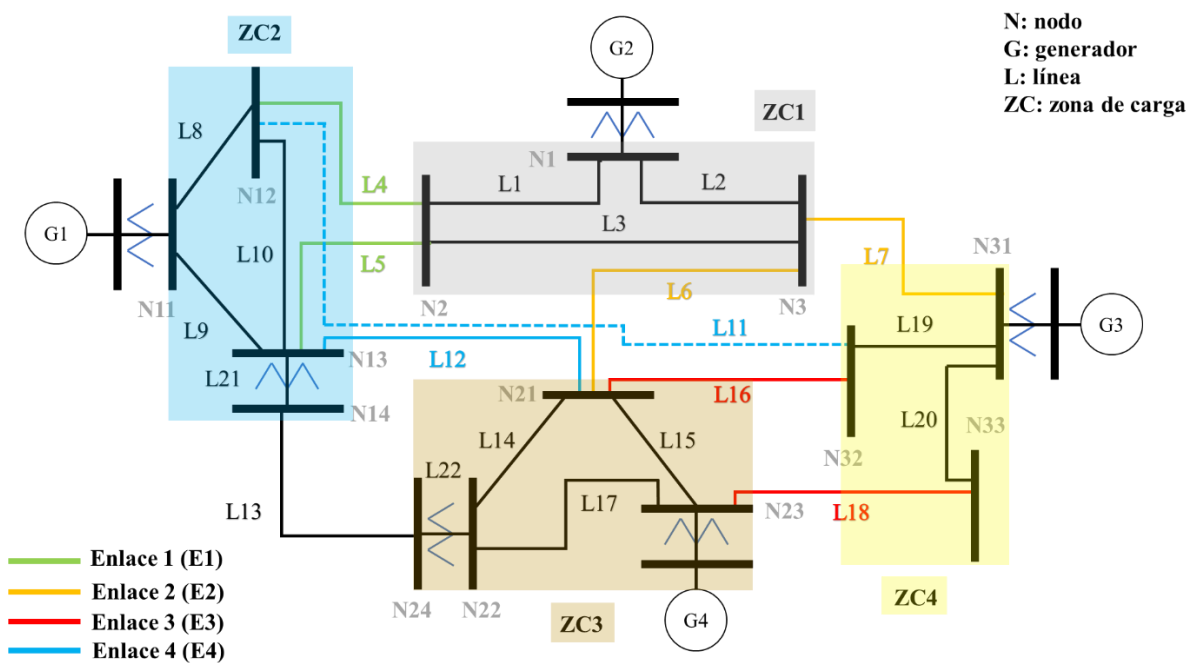 N: nodo
G: generador
L: línea
ZC: zona de carga
ZC2
G2
ZC1
L8
N1
N12
L4
L1
L2
L3
G1
L10
L5
L7
N31
N11
N2
L6
N3
L9
L11
L19
G3
L21
N13
L12
N14
N21
L16
L20
N33
L14
L15
N32
L22
L17
L13
N23
L18
N24
N22
G4
ZC3
ZC4
Enlace 1 (E1)
Enlace 2 (E2)
Enlace 3 (E3)
Enlace 4 (E4)